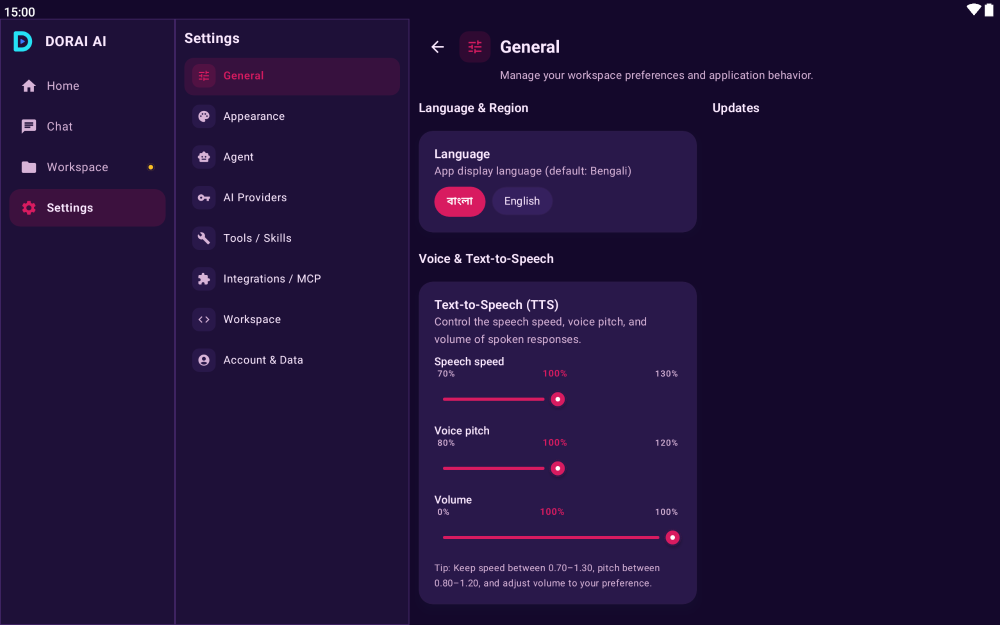 15:00
DORAI AI
Home
Chat
Workspace
Settings
Settings
General
Appearance
Agent
AI Providers
Tools / Skills
Integrations / MCP
Workspace
Account & Data
General
Manage your workspace preferences and application behavior.
Language & Region
Language
App display language (default: Bengali)
বাংলা
English
Voice & Text-to-Speech
Text-to-Speech (TTS)
Control the speech speed, voice pitch, and
volume of spoken responses.
Speech speed
70% 100% 130%
Voice pitch
80% 100% 120%
Volume
0% 100% 100%
Tip: Keep speed between 0.70–1.30, pitch between
0.80–1.20, and adjust volume to your preference.
Updates